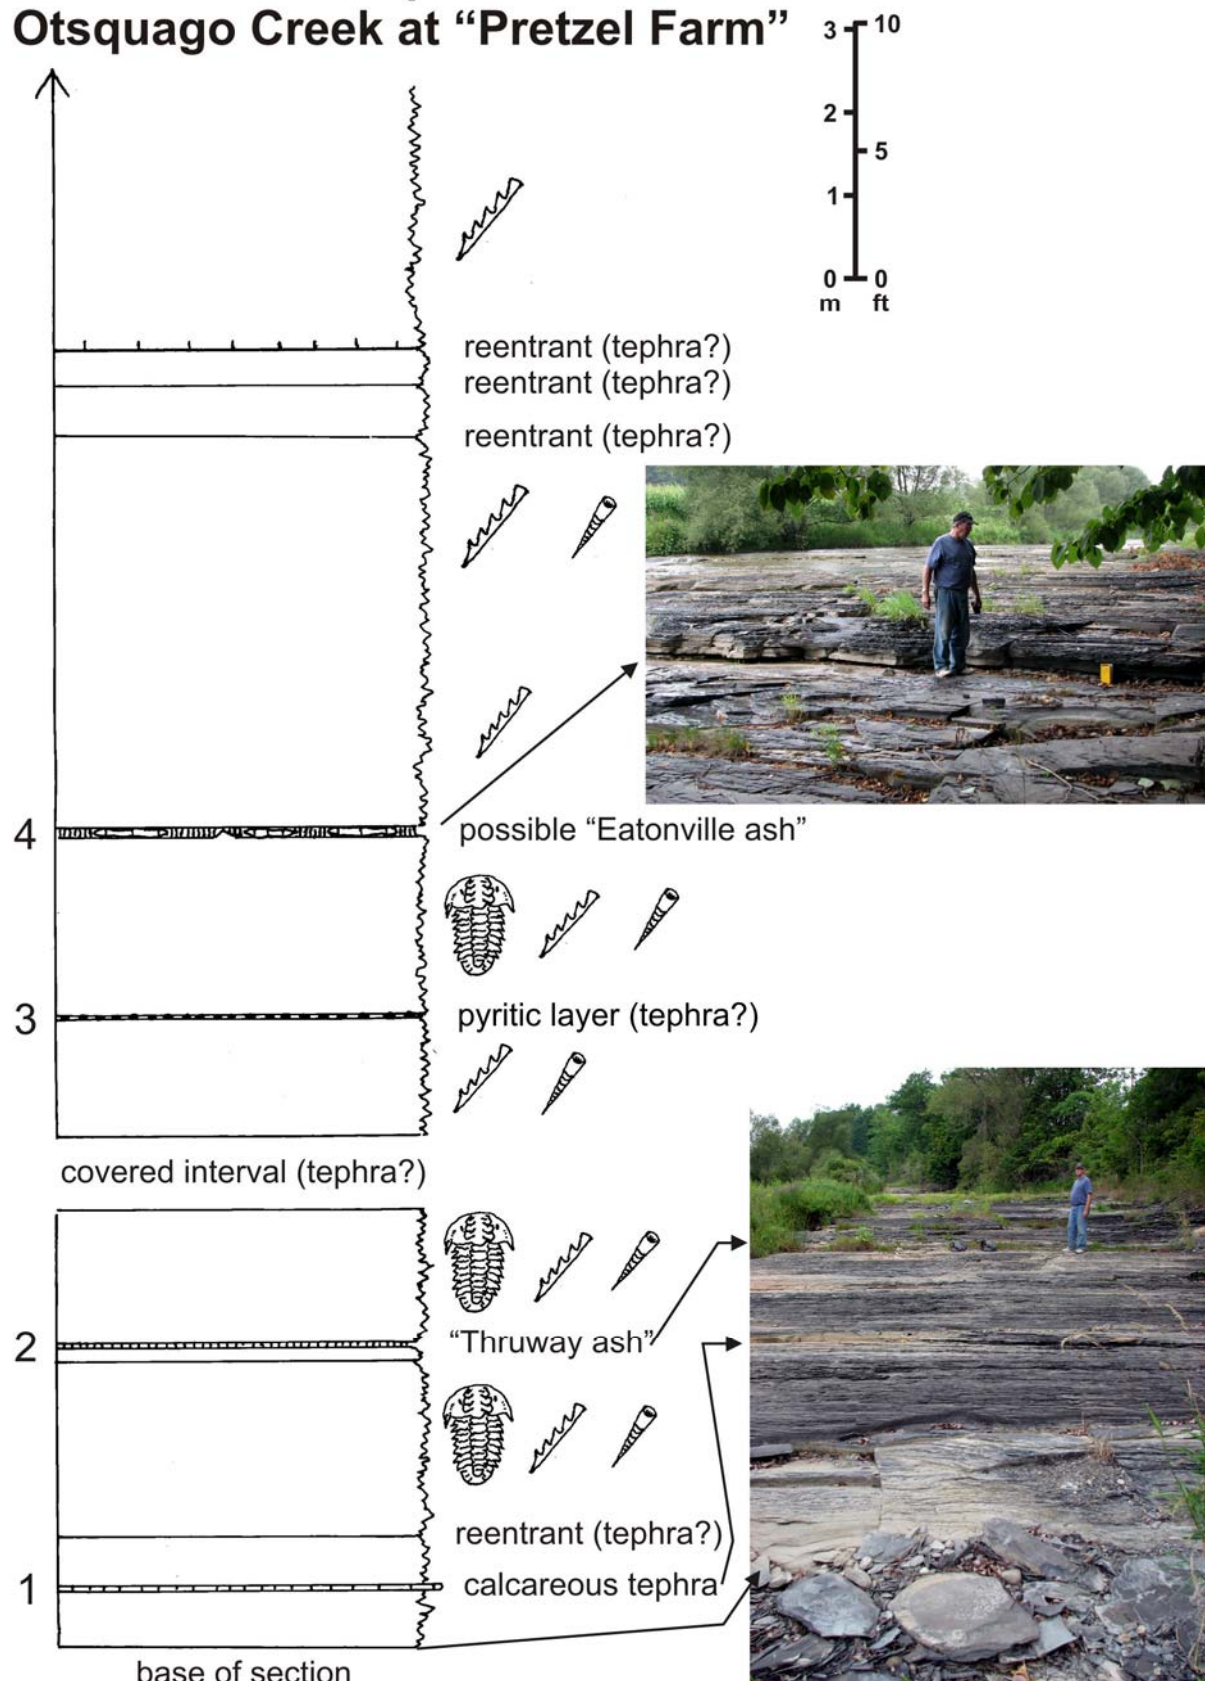 Otsquago Creek at “Pretzel Farm”
3 10
2
5
1
0 0
m ft
reentrant (tephra?)
reentrant (tephra?)
reentrant (tephra?)
4
possible “Eatonville ash”
3
pyritic layer (tephra?)
covered interval (tephra?)
2
“Thruway ash”
reentrant (tephra?)
1
calcareous tephra
base of section